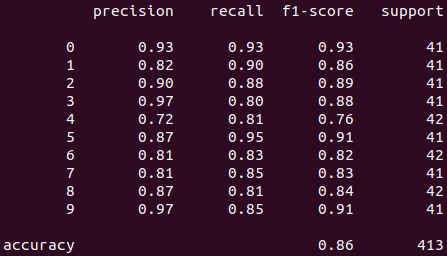 precision recall f1-score support
0 0.93 0.93 0.93 41
1 0.82 0.90 0.86 41
2 0.90 0.88 0.89 41
3 0.97 0.80 0.88 41
4 0.72 0.81 0.76 42
5 0.87 0.95 0.91 41
6 0.81 0.83 0.82 42
7 0.81 0.85 0.83 41
8 0.87 0.81 0.84 42
9 0.97 0.85 0.91 41
accuracy 0.86 413